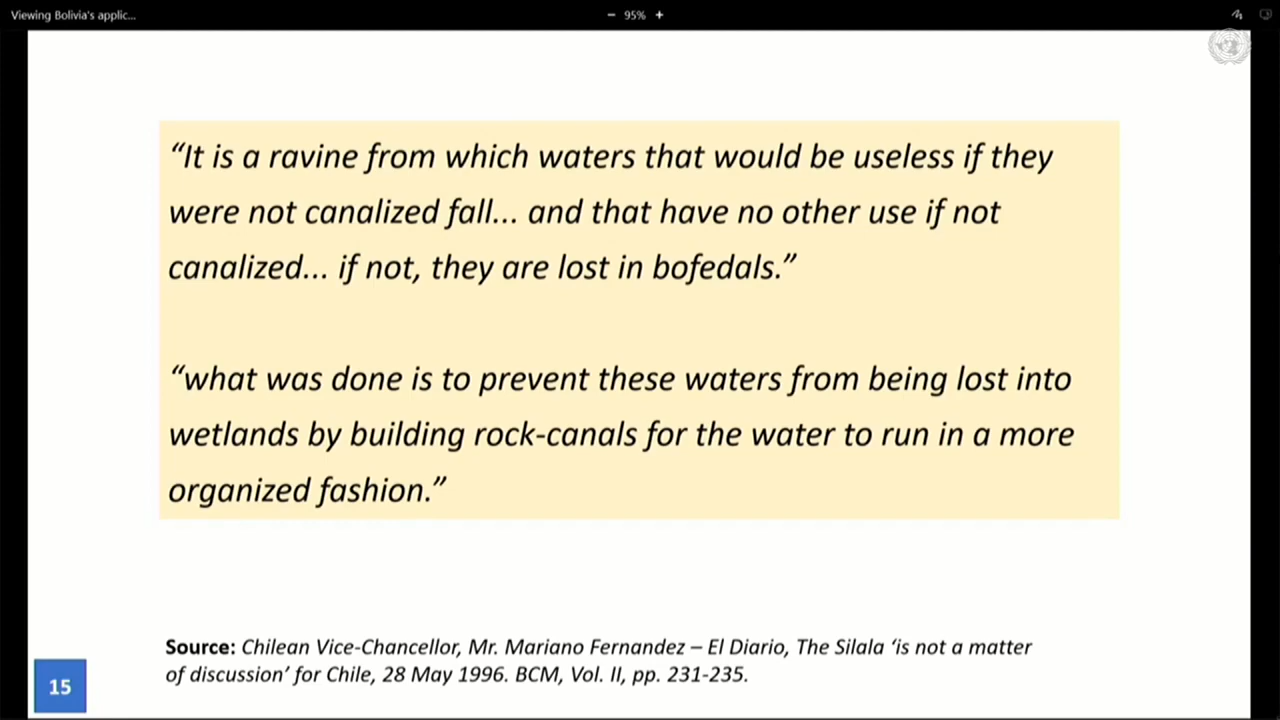 Viewing Bolivia's applic...
− 95% +
“It is a ravine from which waters that would be useless if they
were not canalized fall... and that have no other use if not
canalized... if not, they are lost in bofedals.”
“what was done is to prevent these waters from being lost into
wetlands by building rock-canals for the water to run in a more
organized fashion.”
Source: Chilean Vice-Chancellor, Mr. Mariano Fernandez – El Diario, The Silala ‘is not a matter
of discussion’ for Chile, 28 May 1996. BCM, Vol. II, pp. 231-235.
15